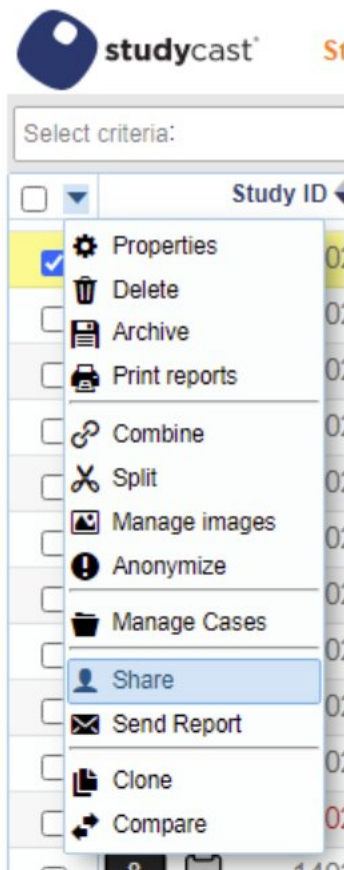 studycast
St
Select criteria:
Study ID
Properties
Delete
Archive
Print reports
Combine
Split
Manage images
Anonymize
Manage Cases
Share
Send Report
Clone
Compare